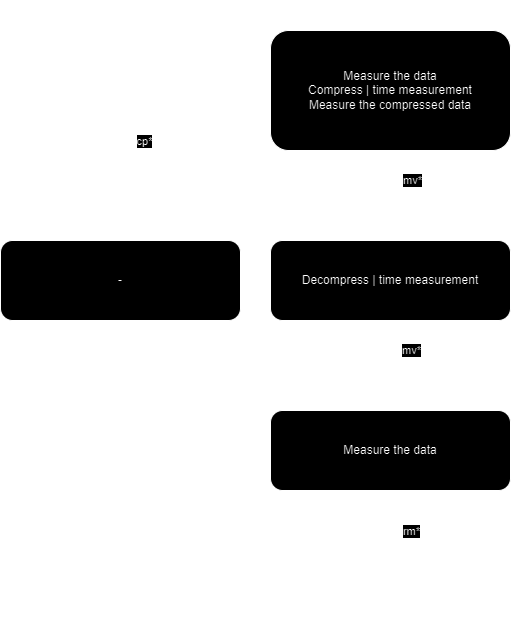 Measure the data
Compress | time measurement
Measure the compressed data
cp*
mv*
-
Decompress | time measurement
mv*
Measure the data
rm*